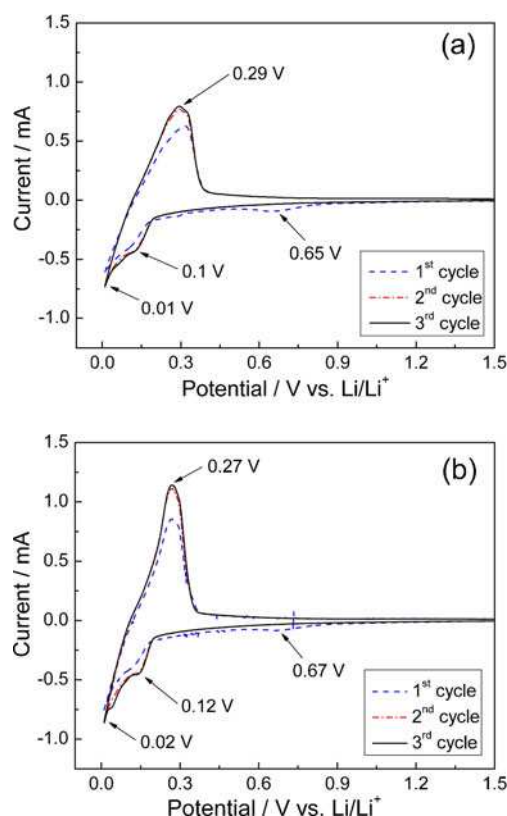 (a)
1.5
1.0
0.5
0.0
-0.5
-1.0
Current / mA
0.29 V
0.1 V
0.01 V
0.65 V
1st cycle
2nd cycle
3rd cycle
0.0 0.3 0.6 0.9 1.2 1.5
Potential / V vs. Li/Li+
(b)
1.5
1.0
0.5
0.0
-0.5
-1.0
Current / mA
0.27 V
0.12 V
0.02 V
0.67 V
1st cycle
2nd cycle
3rd cycle
0.0 0.3 0.6 0.9 1.2 1.5
Potential / V vs. Li/Li+